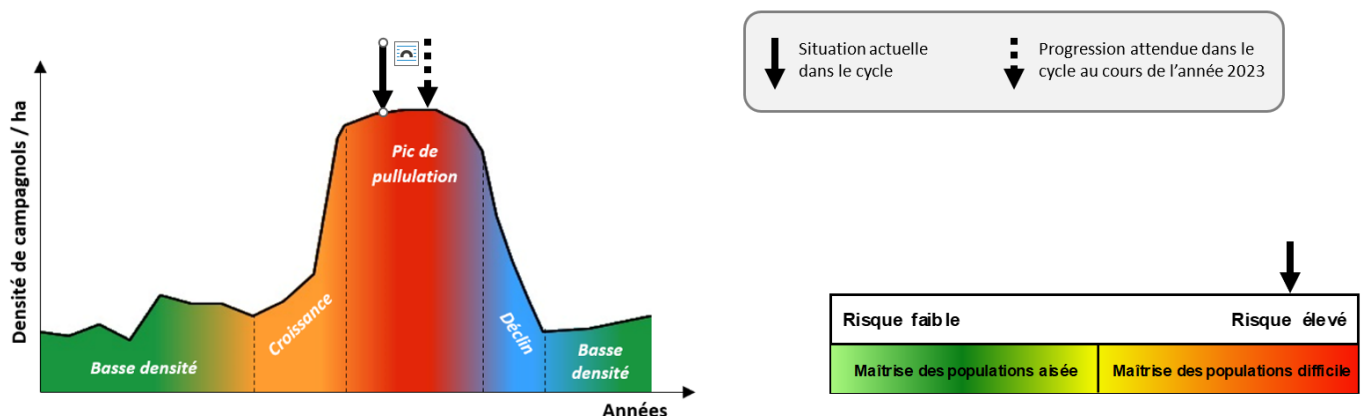 Densité de campagnols / ha
Pic de
pullulation
Basse densité
Croissance
Déclin
Basse
densité
Années
Situation actuelle
dans le cycle
Progression attendue dans le
cycle au cours de l’année 2023
Risque faible
Risque élevé
Maîtrise des populations aisée
Maîtrise des populations difficile